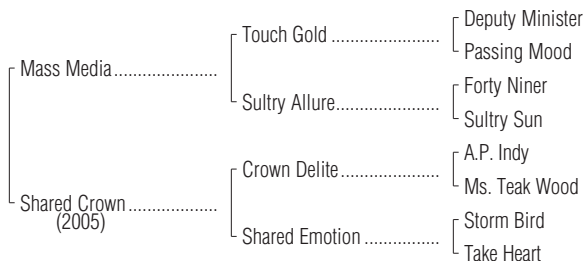 Deputy Minister
Touch Gold ......................
Passing Mood
Mass Media .....................
Forty Niner
Sultry Allure .....................
Sultry Sun
A.P. Indy
Crown Delite ....................
Ms. Teak Wood
Shared Crown ..................
(2005)
Storm Bird
Shared Emotion ...............
Take Heart